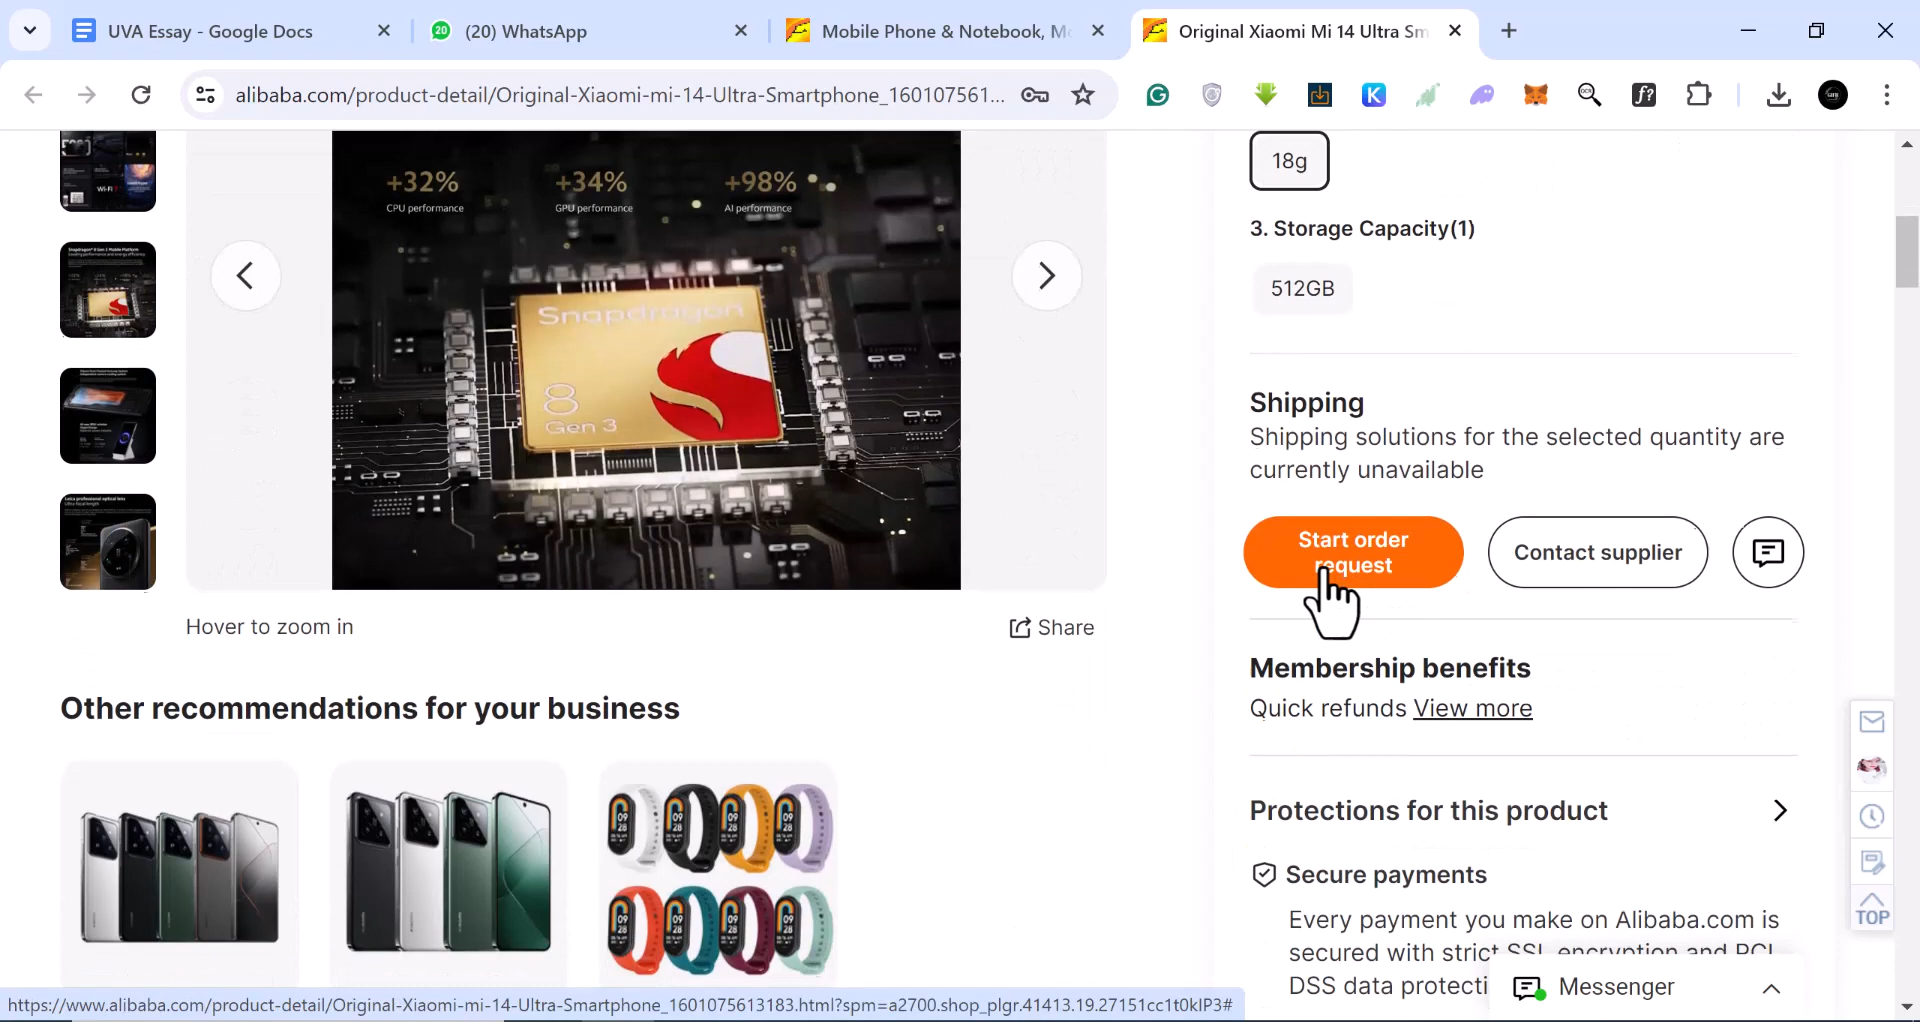 UVA Essay - Google Docs
20
(20) WhatsApp
Mobile Phone & Notebook, Mo
Original Xiaomi Mi 14 Ultra Sm
alibaba.com/product-detail/Original-Xiaomi-mi-14-Ultra-Smartphone_160107561...
+32%
CPU performance
+34%
GPU performance
+98%
AI performance
Snapdragon
8
Gen 3
Hover to zoom in
Share
Other recommendations for your business
18g
3. Storage Capacity(1)
512GB
Shipping
Shipping solutions for the selected quantity are
currently unavailable
Start order
request
Contact supplier
Membership benefits
Quick refunds View more
Protections for this product
Secure payments
Every payment you make on Alibaba.com is
secured with strict SSL encryption and PCI
DSS data protecti
Messenger
TOP
https://www.alibaba.com/product-detail/Original-Xiaomi-mi-14-Ultra-Smartphone_1601075613183.html?spm=a2700.shop_plgr.41413.19.27151cc1t0kIP3#